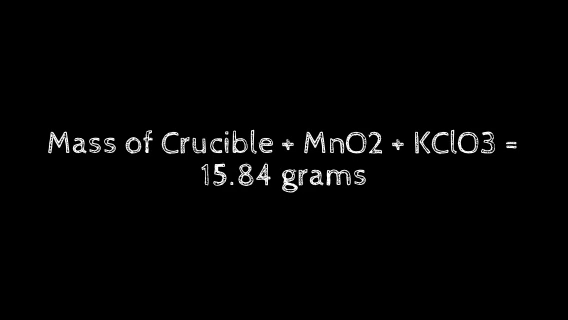 Mass of Crucible + MnO2 + KClO3 =
15.84 grams